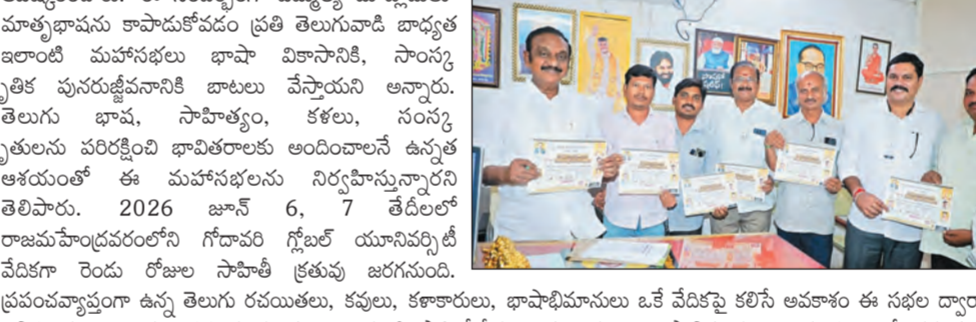 మాతృభాషను కాపాడుకోవడం ప్రతి తెలుగువాడి బాధ్యత
ఇలాంటి మహాసభలు భాషా వికాసానికి, సాంస్కృ
తిక పునరుజ్జీవనానికి బాటలు వేస్తాయని అన్నారు.
తెలుగు భాష, సాహిత్యం, కళలు, సంస్కృ
తులను పరిరక్షించి భావితరాలకు అందించాలనే ఉన్నత
ఆశయంతో ఈ మహాసభలను నిర్వహిస్తున్నారని
తెలిపారు. 2026 జూన్ 6, 7 తేదీలలో
రాజమహేంద్రవరంలోని గోదావరి గ్లోబల్ యూనివర్సిటీ
వేదికగా రెండు రోజుల సాహితీ క్రతువు జరగనుంది.
ప్రపంచవ్యాప్తంగా ఉన్న తెలుగు రచయితలు, కవులు, కళాకారులు, భాషాభిమానులు ఒకే వేదికపై కలిసే అవకాశం ఈ సభల ద్వారా